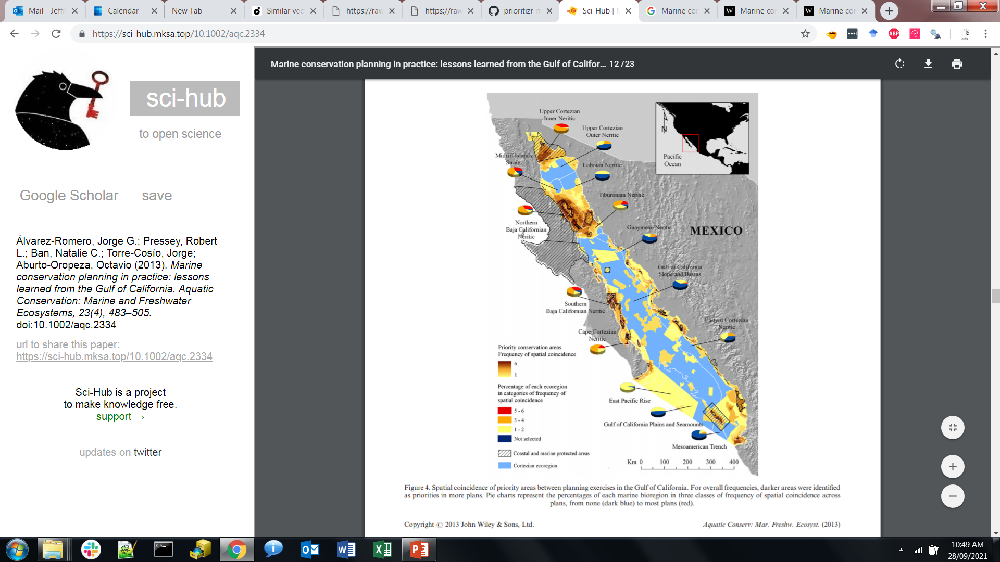 Mail - Jeffr
Calendar -
New Tab
Similar vec
https://raw
https://raw
prioritizr-m
Sci-Hub | M
Marine con
Marine con
Marine con
https://sci-hub.mksa.top/10.1002/aqc.2334
ABP
sci-hub
to open science
Google Scholar
save
Álvarez-Romero, Jorge G.; Pressey, Robert
L.; Ban, Natalie C.; Torre-Cosío, Jorge;
Aburto-Oropeza, Octavio (2013). Marine
conservation planning in practice: lessons
learned from the Gulf of California. Aquatic
Conservation: Marine and Freshwater
Ecosystems, 23(4), 483–505.
doi:10.1002/aqc.2334
url to share this paper:
https://sci-hub.mksa.top/10.1002/aqc.2334
Sci-Hub is a project
to make knowledge free.
support →
updates on twitter
Marine conservation planning in practice: lessons learned from the Gulf of Califor... 12 / 23
Upper Cortezian
Inner Neritic
Upper Cortezian
Outer Neritic
Midriff Islands
Straits
Loboian Neritic
Tiburonian Neritic
Northern
Baja Californian
Neritic
Guaymean Neritic
MEXICO
N
Pacific
Ocean
Gulf of California
Slope and Basins
Southern
Baja Californian Neritic
Eastern Cortezian
Neritic
Cape Cortezian
Neritic
Priority conservation areas
Frequency of spatial coincidence
6
1
Percentage of each ecoregion
in categories of frequency of
spatial coincidence
5 - 6
3 - 4
1 - 2
Not selected
Coastal and marine protected areas
Cortezian ecoregion
East Pacific Rise
Gulf of California Plains and Seamounts
Mesoamerican Trench
Km 0 100 200 300 400
Figure 4. Spatial coincidence of priority areas between planning exercises in the Gulf of California. For overall frequencies, darker areas were identified
as priorities in more plans. Pie charts represent the percentages of each marine bioregion in three classes of frequency of spatial coincidence across
plans, from none (dark blue) to most plans (red).
Copyright © 2013 John Wiley & Sons, Ltd.
Aquatic Conserv: Mar. Freshw. Ecosyst. (2013)
10:49 AM
28/09/2021